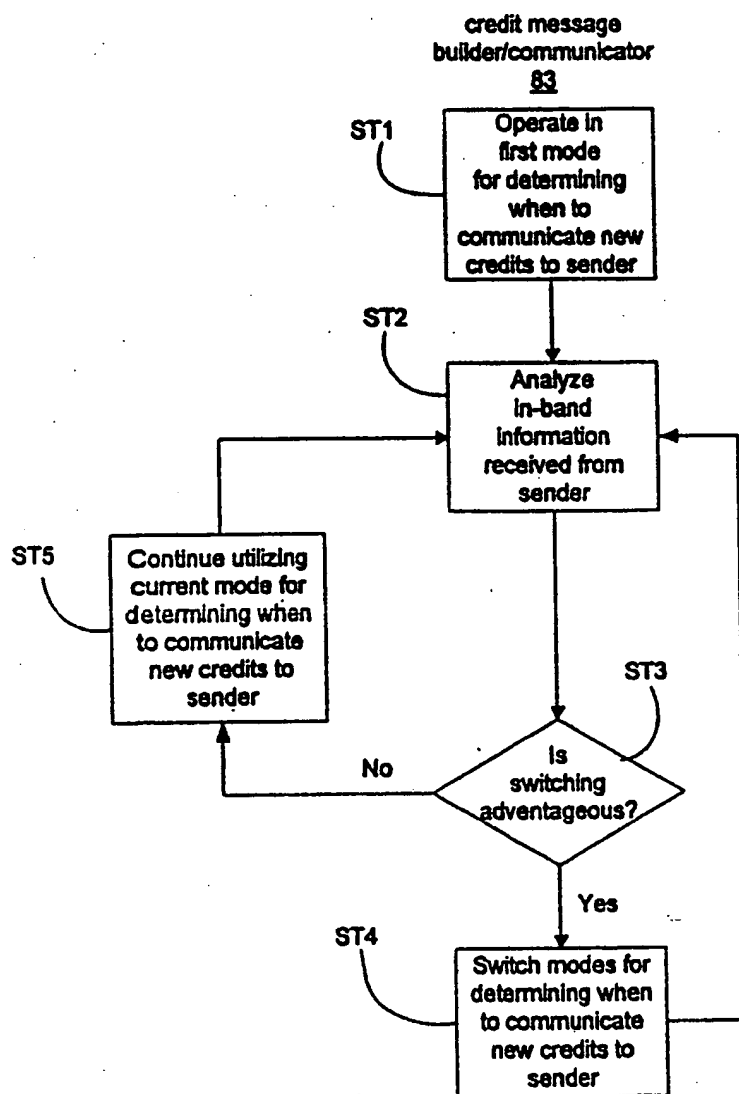 credit message
builder/communicator
83
ST1
Operate in
first mode
for determining
when to
communicate new
credits to sender
ST2
Analyze
in-band
information
received from
sender
ST5
Continue utilizing
current mode for
determining when
to communicate
new credits to
sender
ST3
Is
switching
adventageous?
No
Yes
ST4
Switch modes for
determining when
to communicate
new credits to
sender